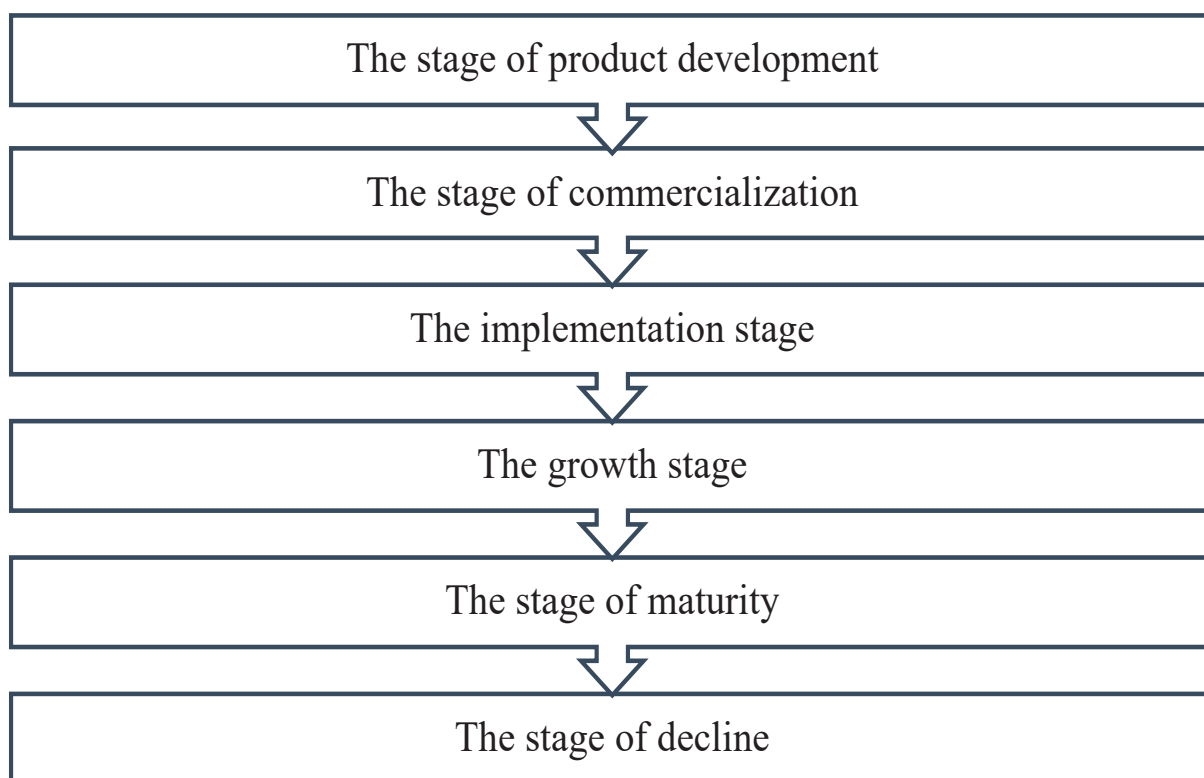 The stage of product development
The stage of commercialization
The implementation stage
The growth stage
The stage of maturity
The stage of decline